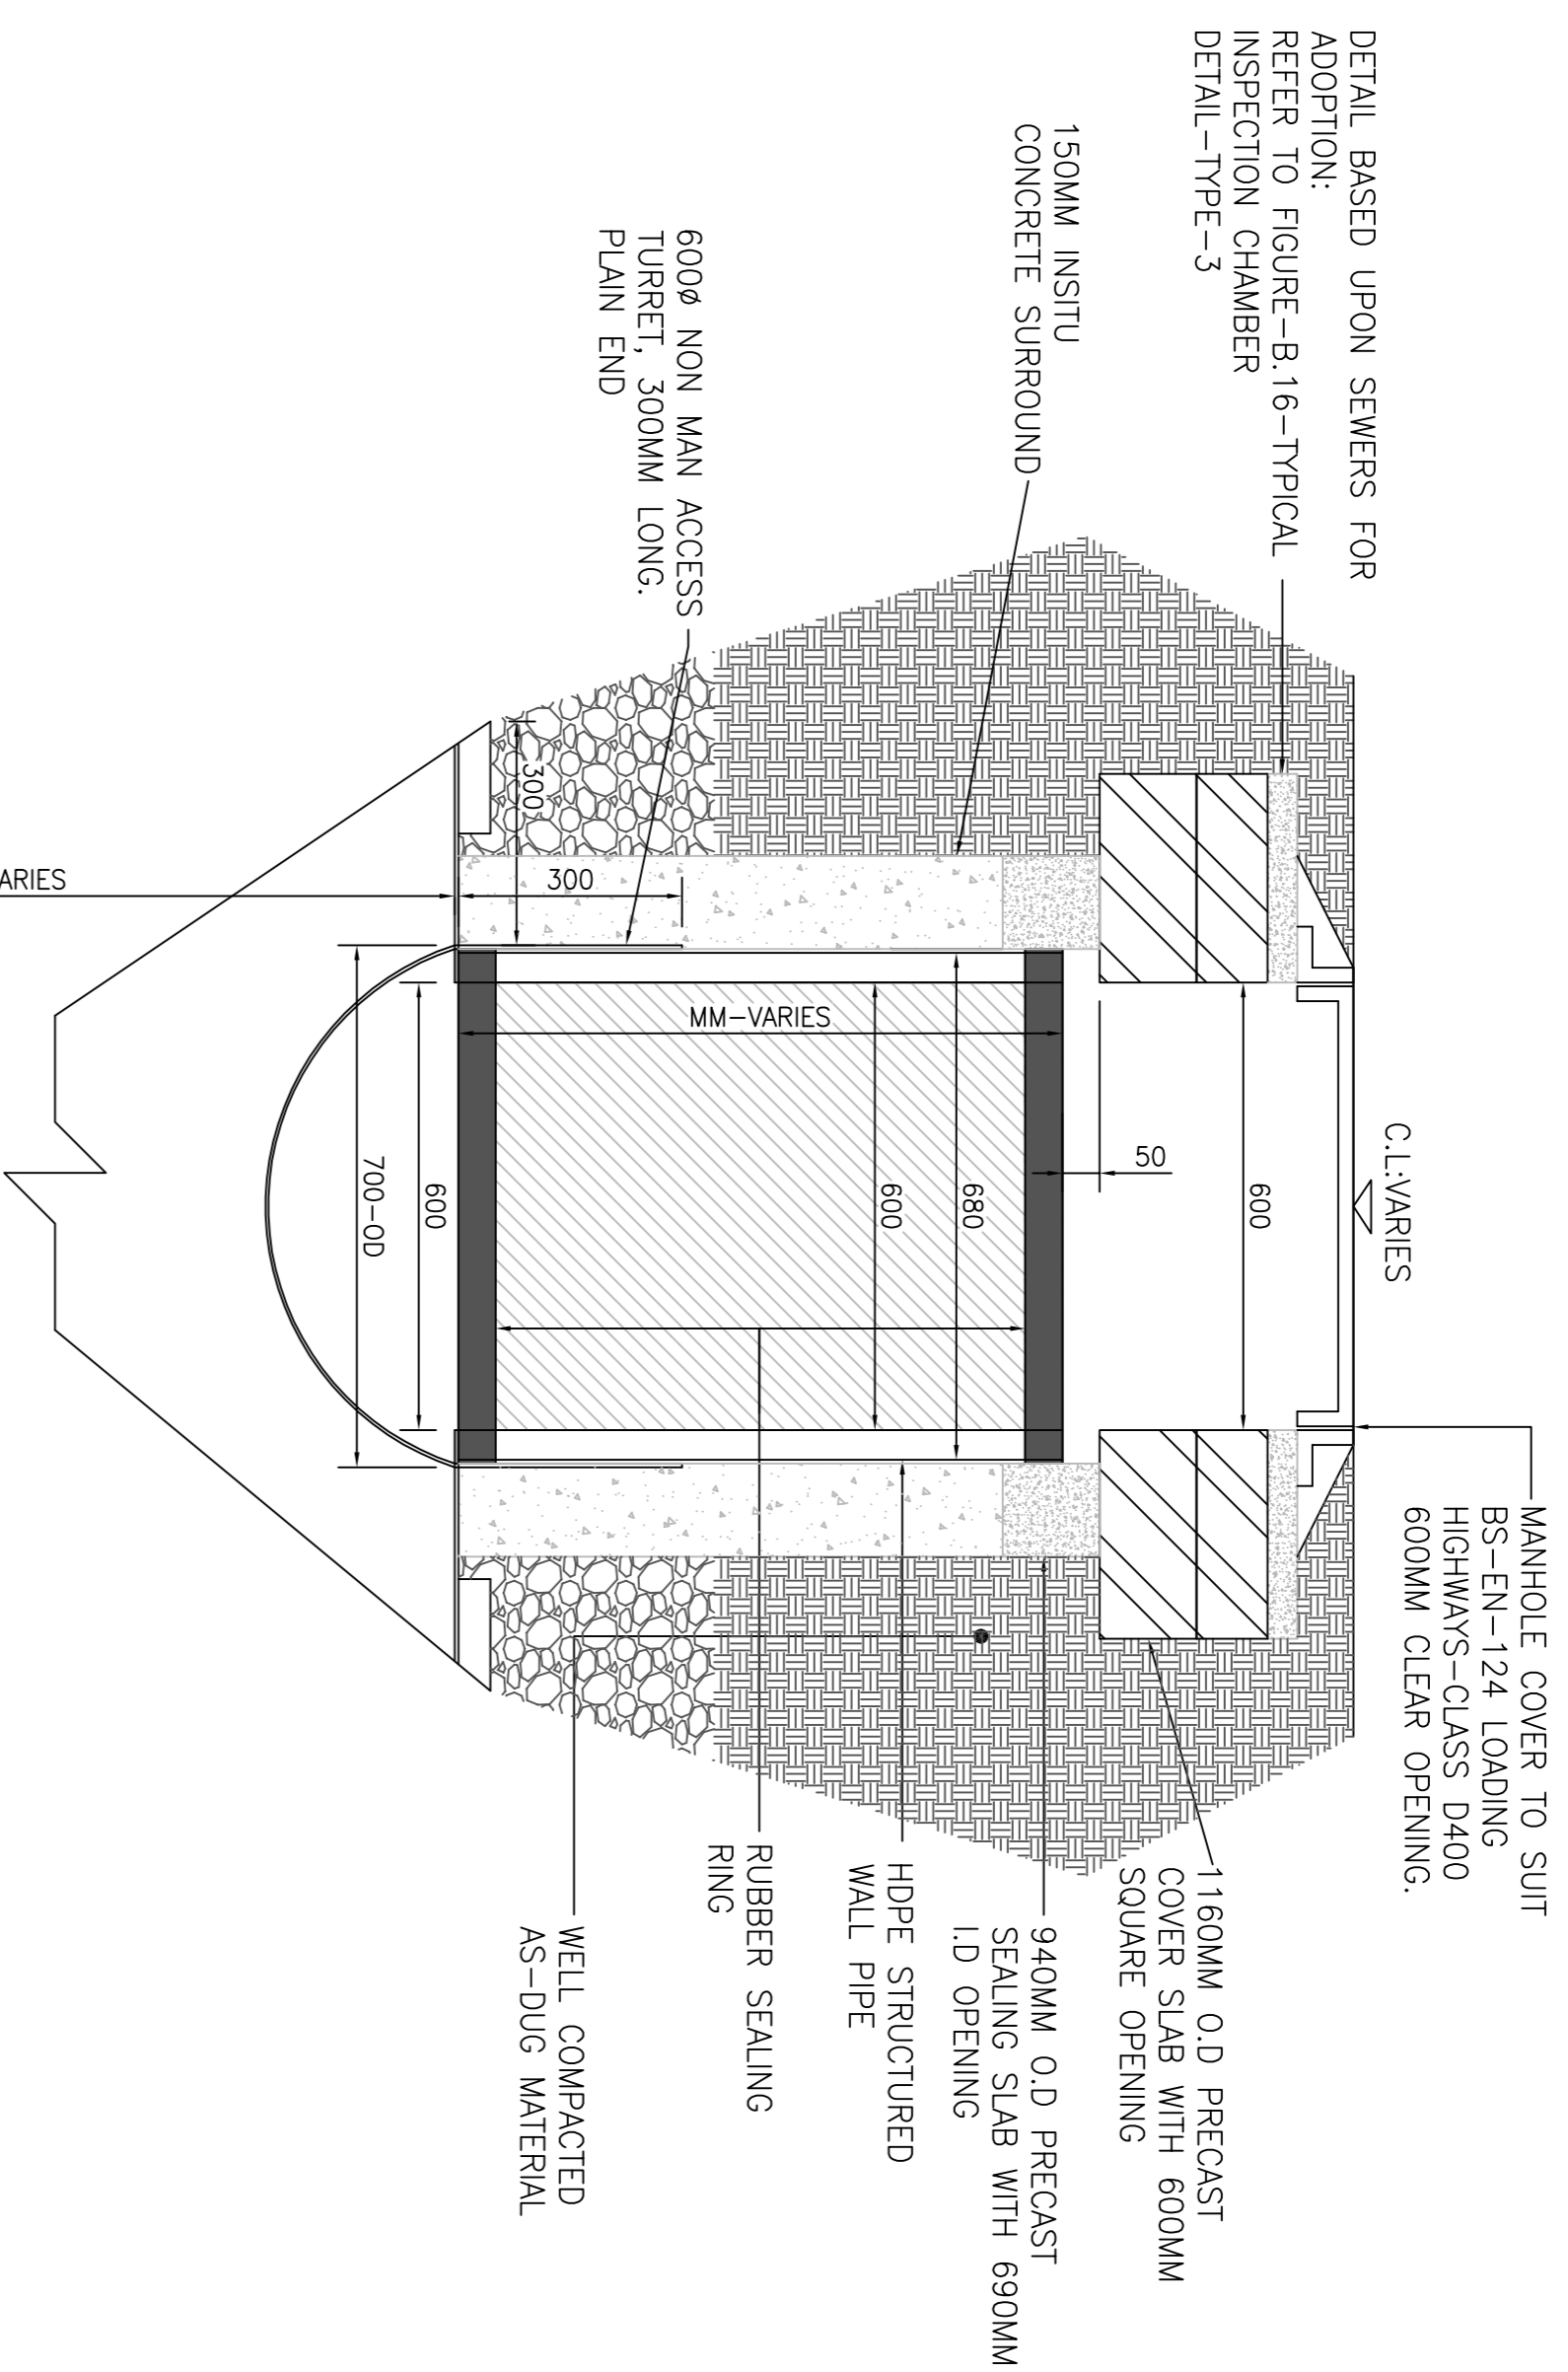 DETAIL BASED UPON SEWERS FOR
ADOPTION:
REFER TO FIGURE-B.16-TYPICAL
INSPECTION CHAMBER
DETAIL-TYPE-3
150MM INSITU
CONCRETE SURROUND
600ø NON MAN ACCESS
TURRET, 300MM LONG.
PLAIN END
C.L:VARIES
MANHOLE COVER TO SUIT
BS-EN-124 LOADING
HIGHWAYS-CLASS D400
600MM CLEAR OPENING.
1160MM O.D PRECAST
COVER SLAB WITH 600MM
SQUARE OPENING
940MM O.D PRECAST
SEALING SLAB WITH 690MM
I.D OPENING
HDPE STRUCTURED
WALL PIPE
RUBBER SEALING
RING
WELL COMPACTED
AS-DUG MATERIAL
600
50
680
600
MM-VARIES
300
300
600
700-OD
ARIES